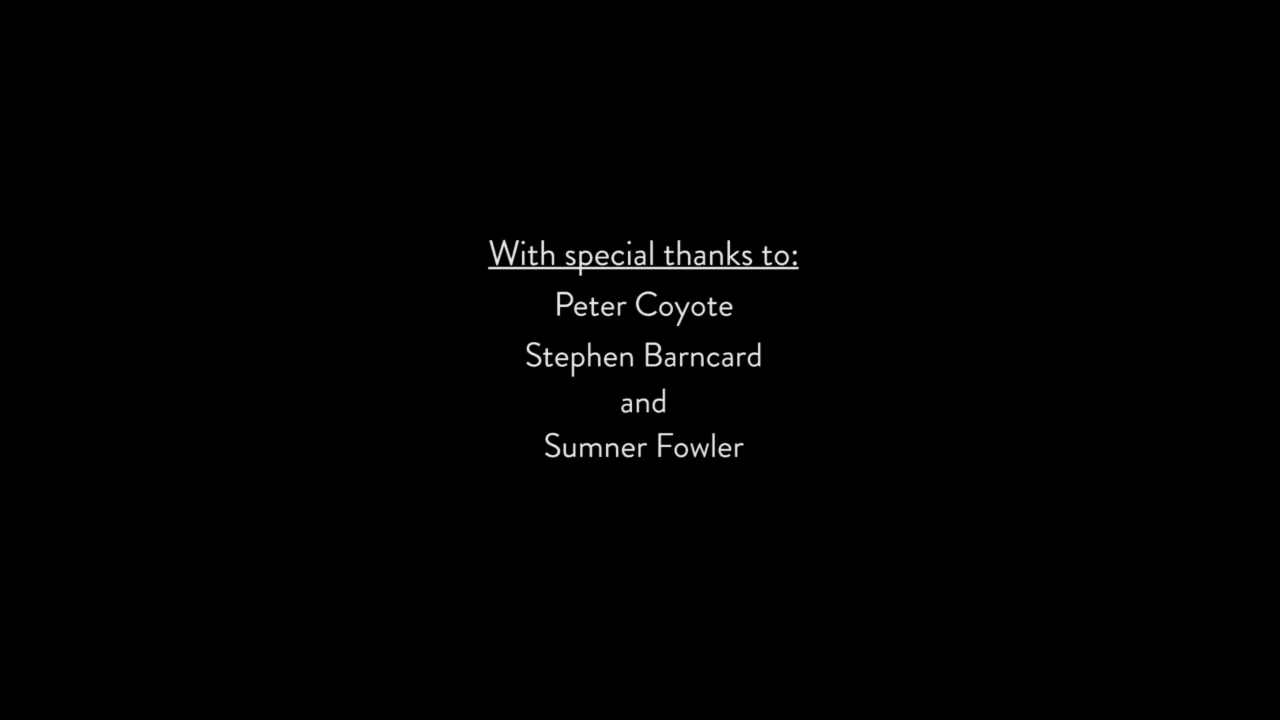 With special thanks to:
Peter Coyote
Stephen Barncard
and
Sumner Fowler